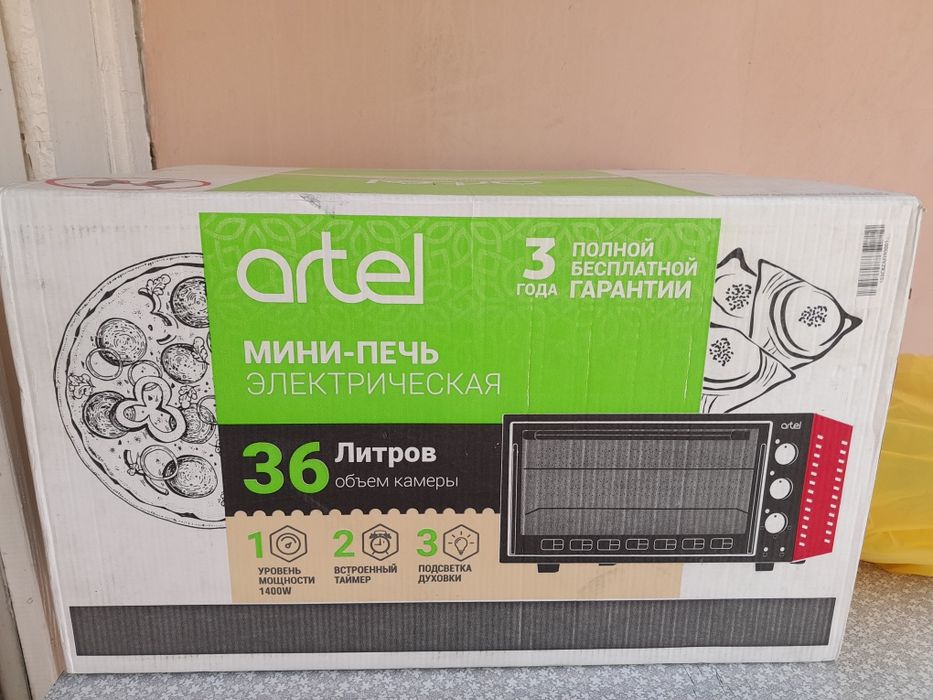 artel
3 ГОДА
ПОЛНОЙ
БЕСПЛАТНОЙ
ГАРАНТИИ
МИНИ-ПЕЧЬ
ЭЛЕКТРИЧЕСКАЯ
36 Литров
объем камеры
artel
1
УРОВЕНЬ
МОЩНОСТИ
1400W
2
ВСТРОЕННЫЙ
ТАЙМЕР
3
ПОДСВЕТКА
ДУХОВКИ